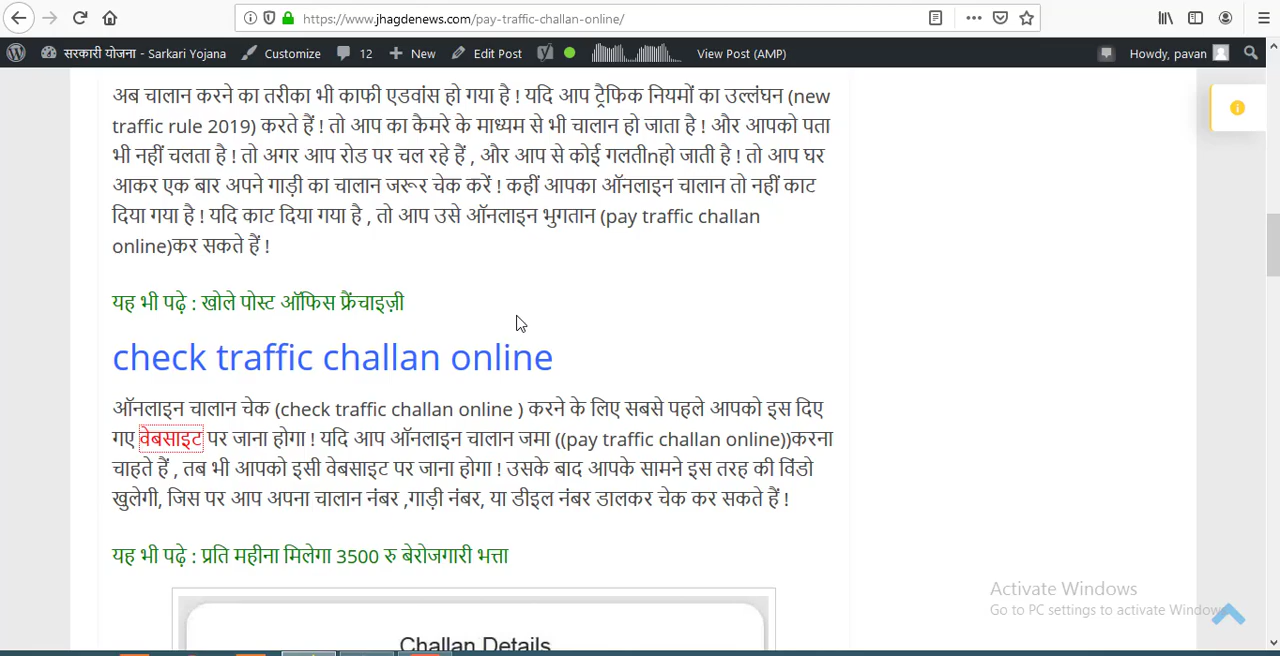 https://www.jhagdenews.com/pay-traffic-challan-online/
सरकारी योजना - Sarkari Yojana Customize 12 New Edit Post View Post (AMP) Howdy, pavan
अब चालान करने का तरीका भी काफी एडवांस हो गया है ! यदि आप ट्रैफिक नियमों का उल्लंघन (new
traffic rule 2019) करते हैं ! तो आप का कैमरे के माध्यम से भी चालान हो जाता है ! और आपको पता
भी नहीं चलता है ! तो अगर आप रोड पर चल रहे हैं , और आप से कोई गलतीnहो जाती है ! तो आप घर
आकर एक बार अपने गाड़ी का चालान जरूर चेक करें ! कहीं आपका ऑनलाइन चालान तो नहीं काट
दिया गया है ! यदि काट दिया गया है , तो आप उसे ऑनलाइन भुगतान (pay traffic challan
online)कर सकते हैं !
यह भी पढ़े : खोले पोस्ट ऑफिस फ्रैंचाइज़ी
check traffic challan online
ऑनलाइन चालान चेक (check traffic challan online ) करने के लिए सबसे पहले आपको इस दिए
गए वेबसाइट पर जाना होगा ! यदि आप ऑनलाइन चालान जमा ((pay traffic challan online))करना
चाहते हैं , तब भी आपको इसी वेबसाइट पर जाना होगा ! उसके बाद आपके सामने इस तरह की विंडो
खुलेगी, जिस पर आप अपना चालान नंबर ,गाड़ी नंबर, या डीइल नंबर डालकर चेक कर सकते हैं !
यह भी पढ़े : प्रति महीना मिलेगा 3500 रु बेरोजगारी भत्ता
Activate Windows
Go to PC settings to activate Windows.
Challan Details